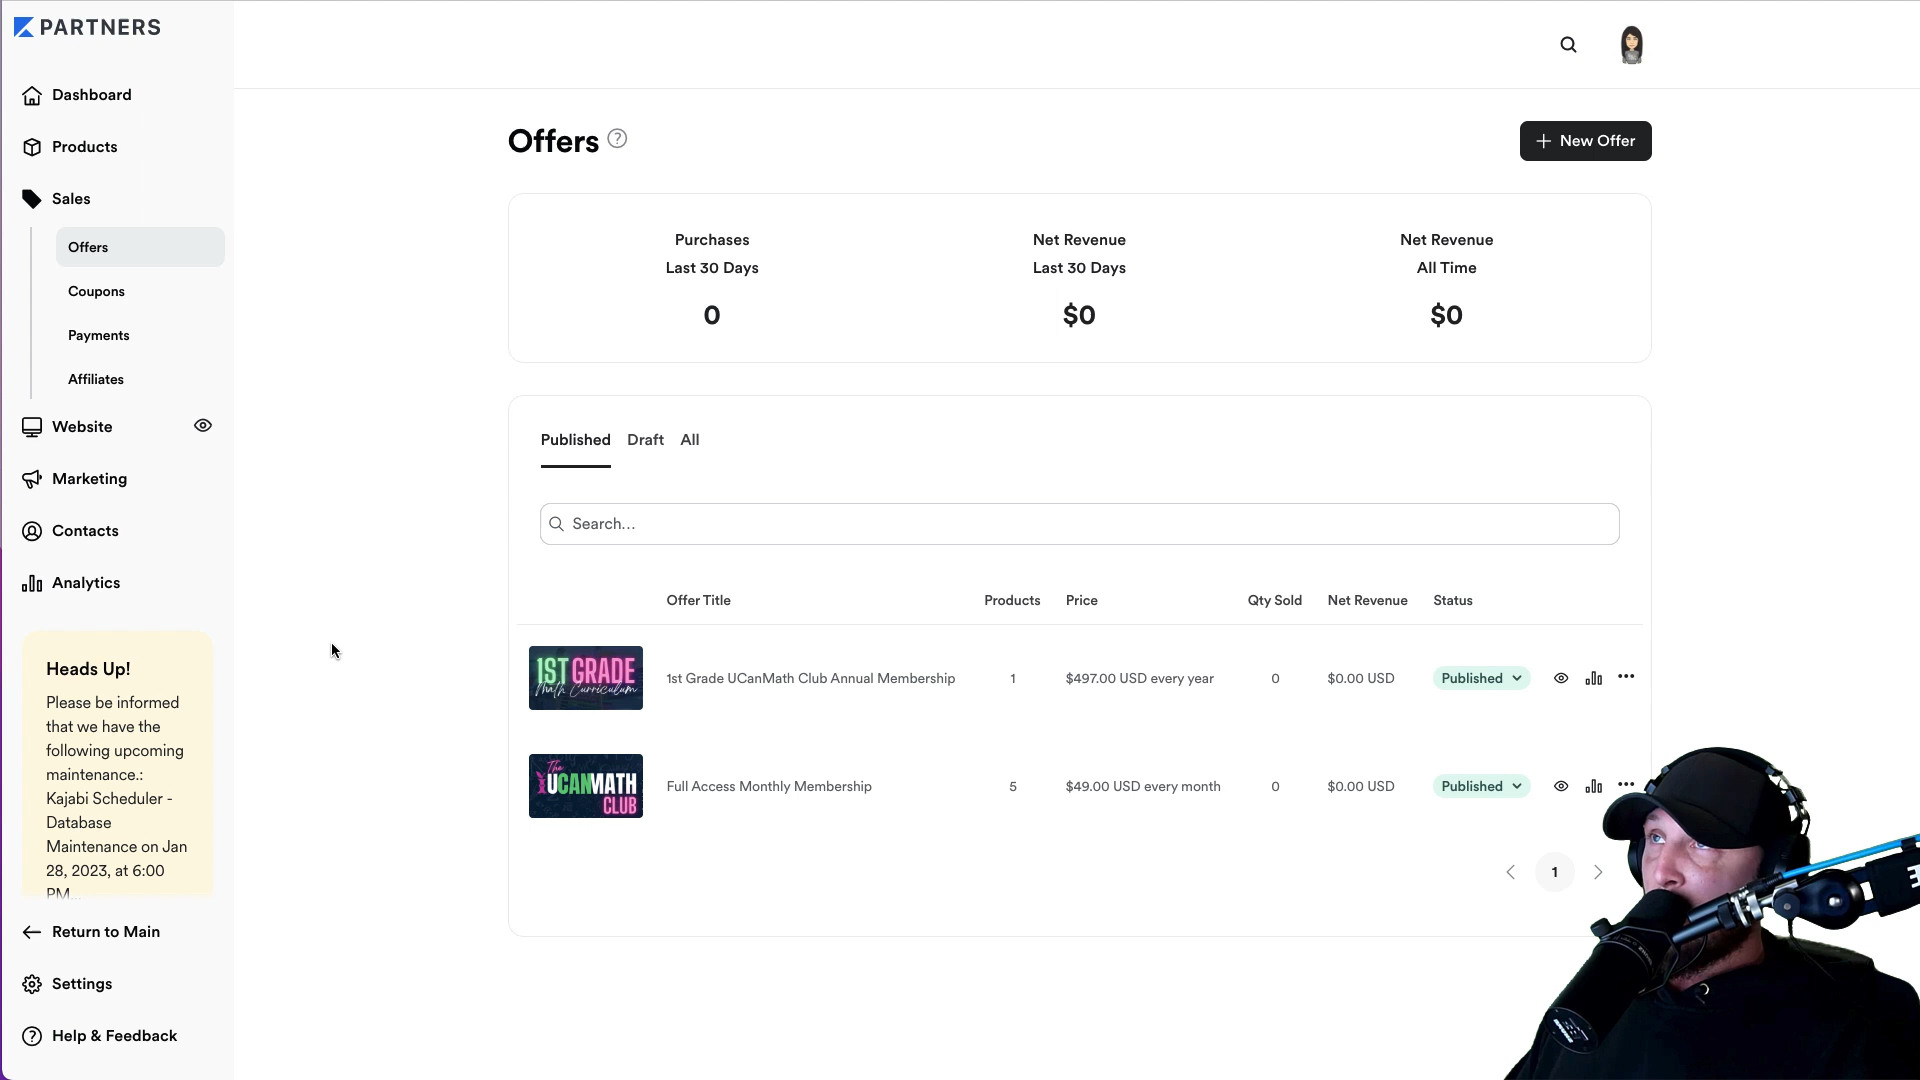 PARTNERS
Dashboard
Products
Sales
Offers
Coupons
Payments
Affiliates
Website
Marketing
Contacts
Analytics
Heads Up!
Please be informed
that we have the
following upcoming
maintenance.:
Kajabi Scheduler -
Database
Maintenance on Jan
28, 2023, at 6:00
PM...
Return to Main
Settings
Help & Feedback
Offers
New Offer
Purchases
Last 30 Days
0
Net Revenue
Last 30 Days
$0
Net Revenue
All Time
$0
Published Draft All
Search...
Offer Title Products Price Qty Sold Net Revenue Status
1ST GRADE
Math Curriculum
1st Grade UCanMath Club Annual Membership 1 $497.00 USD every year 0 $0.00 USD Published
The
UCANMATH
CLUB
Full Access Monthly Membership 5 $49.00 USD every month 0 $0.00 USD Published
1